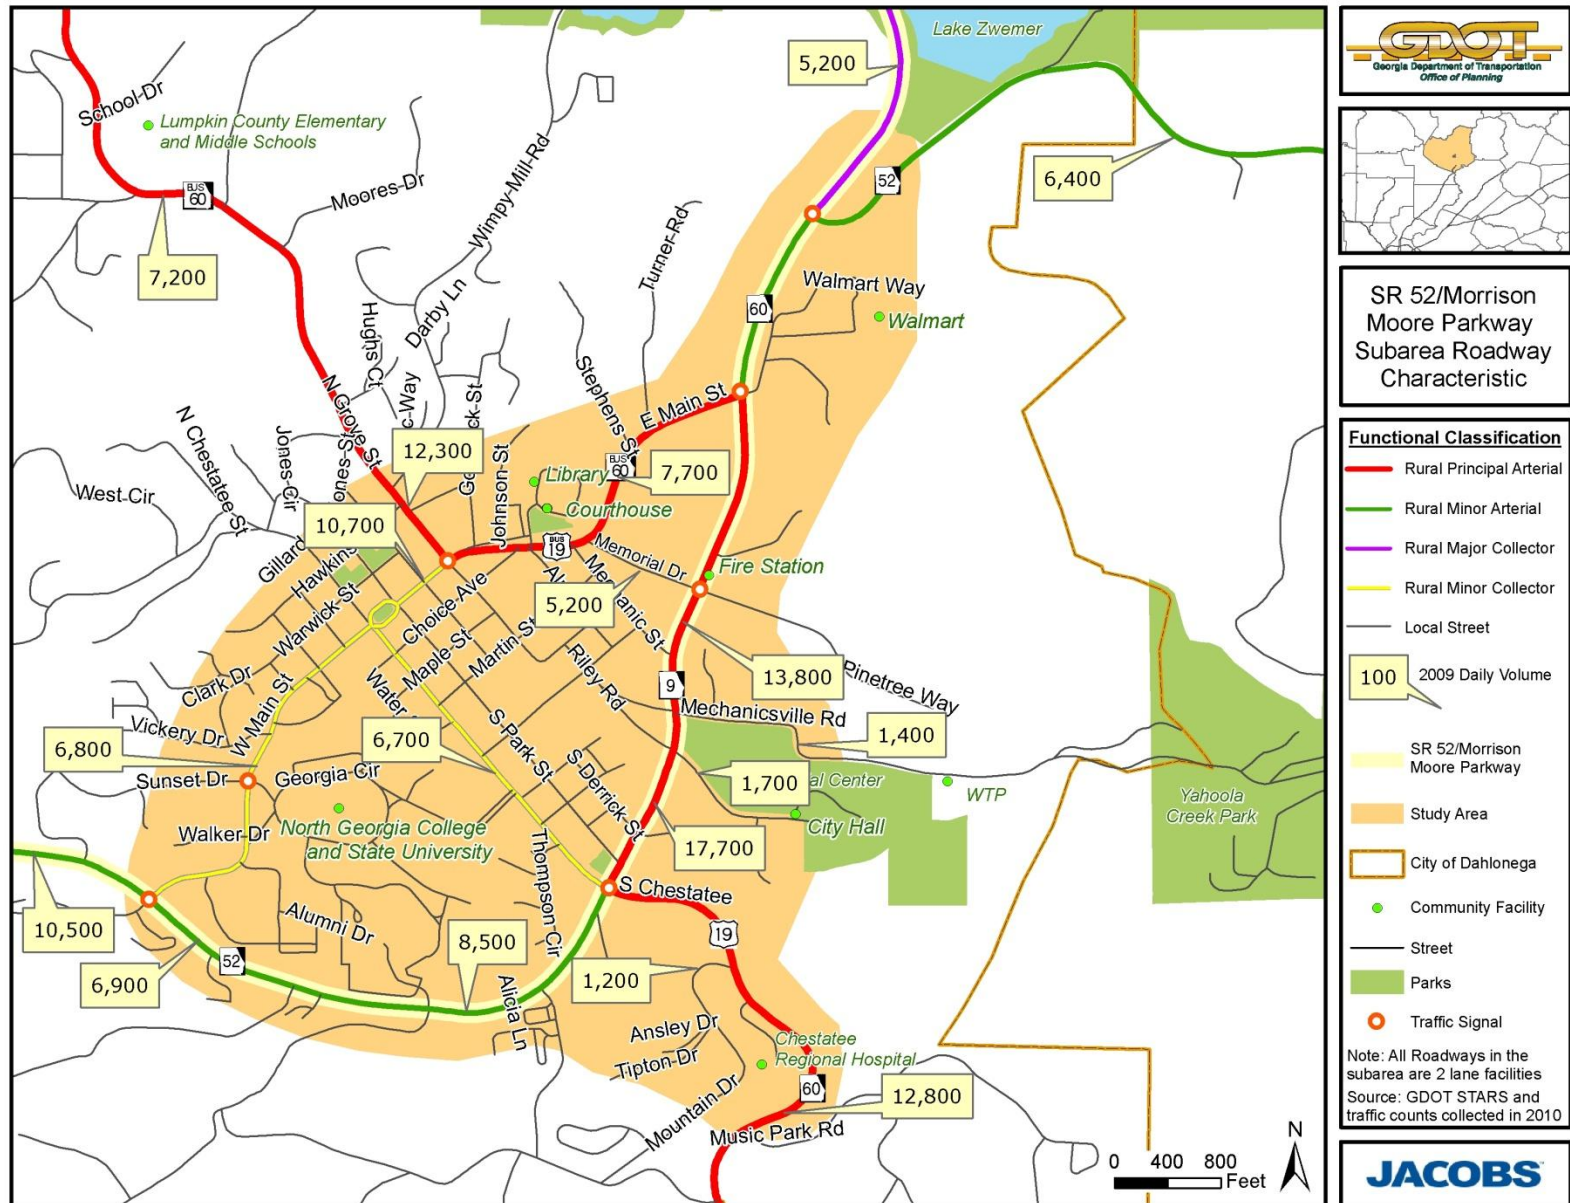 Lake Zwemer
5,200
School Dr
Lumpkin County Elementary
and Middle Schools
Wimpy Mill Rd
6,400
52
BUS
60
Moores Dr
7,200
Turner Rd
Walmart Way
60
Walmart
Darby Ln
Hughs Ct
Stephens St
E Main St
N Grove St
c Way
ck St
N Chestatee St
Jones Cir
ones S
12,300
Ge
Johnson St
Library
BUS
60
7,700
West Cir
Courthouse
10,700
BUS
19
Memorial Dr
Gillard
Hawkins
Fire Station
Choice Ave
5,200
Mechanic St
Al
Warwick St
Maple St
Martin St
Clark Dr
Riley Rd
13,800
Pinetree Way
9
W Main St
Water
Mechanicsville Rd
Vickery Dr
S Park St
1,400
6,800
6,700
Sunset Dr
Georgia Cir
S Derrick St
1,700
al Center
WTP
Yahoola
Creek Park
Walker Dr
North Georgia College
and State University
City Hall
17,700
Thompson Cir
S Chestatee
10,500
Alumni Dr
19
8,500
52
6,900
1,200
Alicia Ln
Ansley Dr
Tipton Dr
Chestatee
Regional Hospital
60
12,800
Mountain Dr
Music Park Rd
N
0 400 800
Feet
GDOT
Georgia Department of Transportation
Office of Planning
SR 52/Morrison
Moore Parkway
Subarea Roadway
Characteristic
Functional Classification
Rural Principal Arterial
Rural Minor Arterial
Rural Major Collector
Rural Minor Collector
Local Street
100 2009 Daily Volume
SR 52/Morrison
Moore Parkway
Study Area
City of Dahlonega
Community Facility
Street
Parks
Traffic Signal
Note: All Roadways in the
subarea are 2 lane facilities
Source: GDOT STARS and
traffic counts collected in 2010
JACOBS